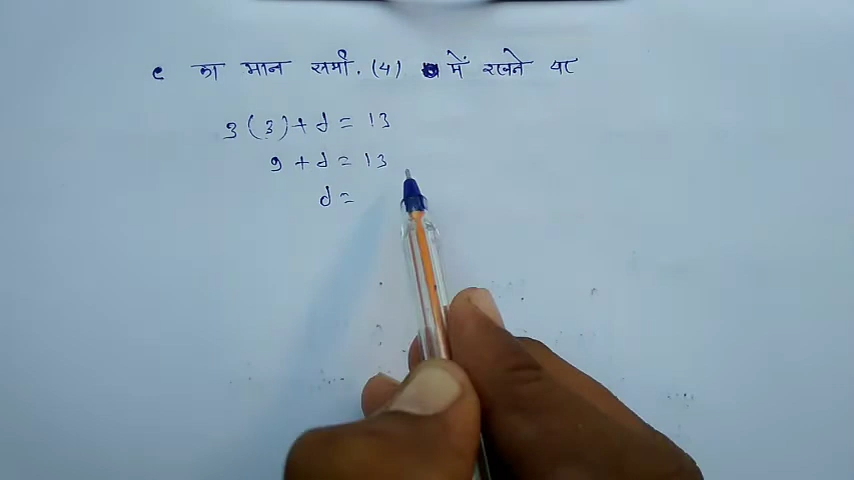 c का मान समी. (4) में रखने पर
3(3) + d = 13
9 + d = 13
d =